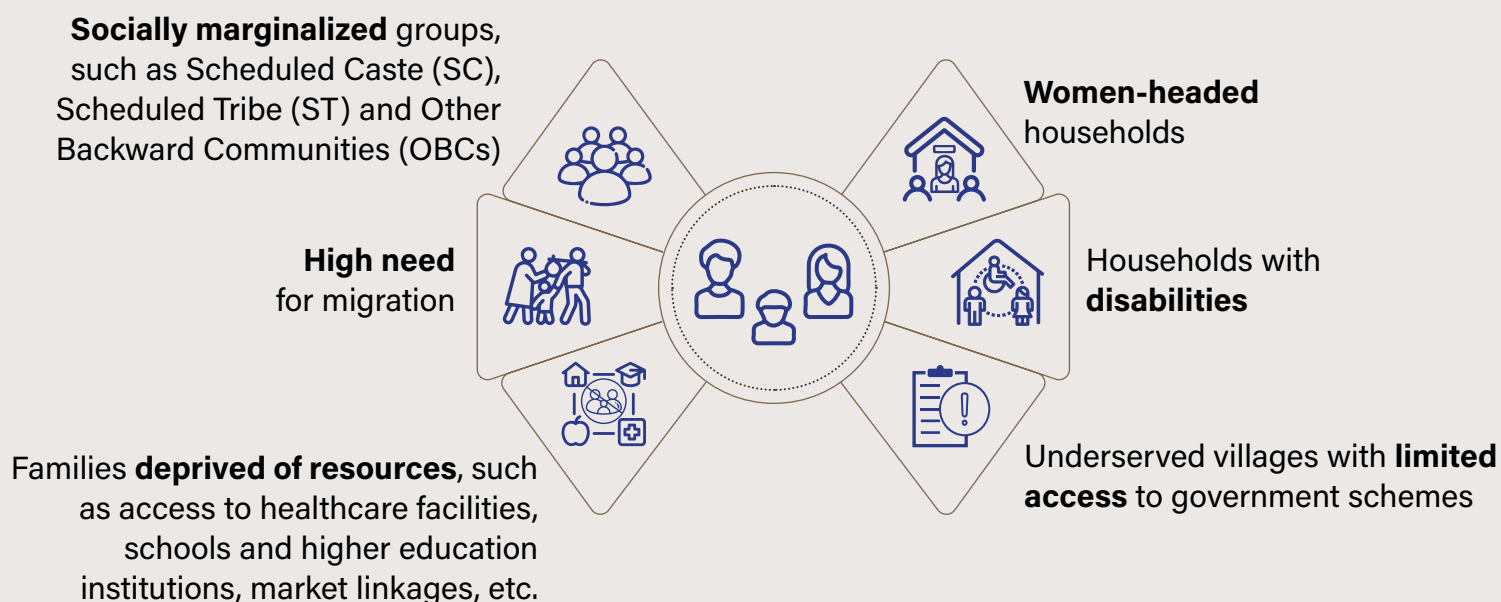 Socially marginalized groups,
such as Scheduled Caste (SC),
Scheduled Tribe (ST) and Other
Backward Communities (OBCs)
High need
for migration
Families deprived of resources, such
as access to healthcare facilities,
schools and higher education
institutions, market linkages, etc.
Women-headed
households
Households with
disabilities
Underserved villages with limited
access to government schemes